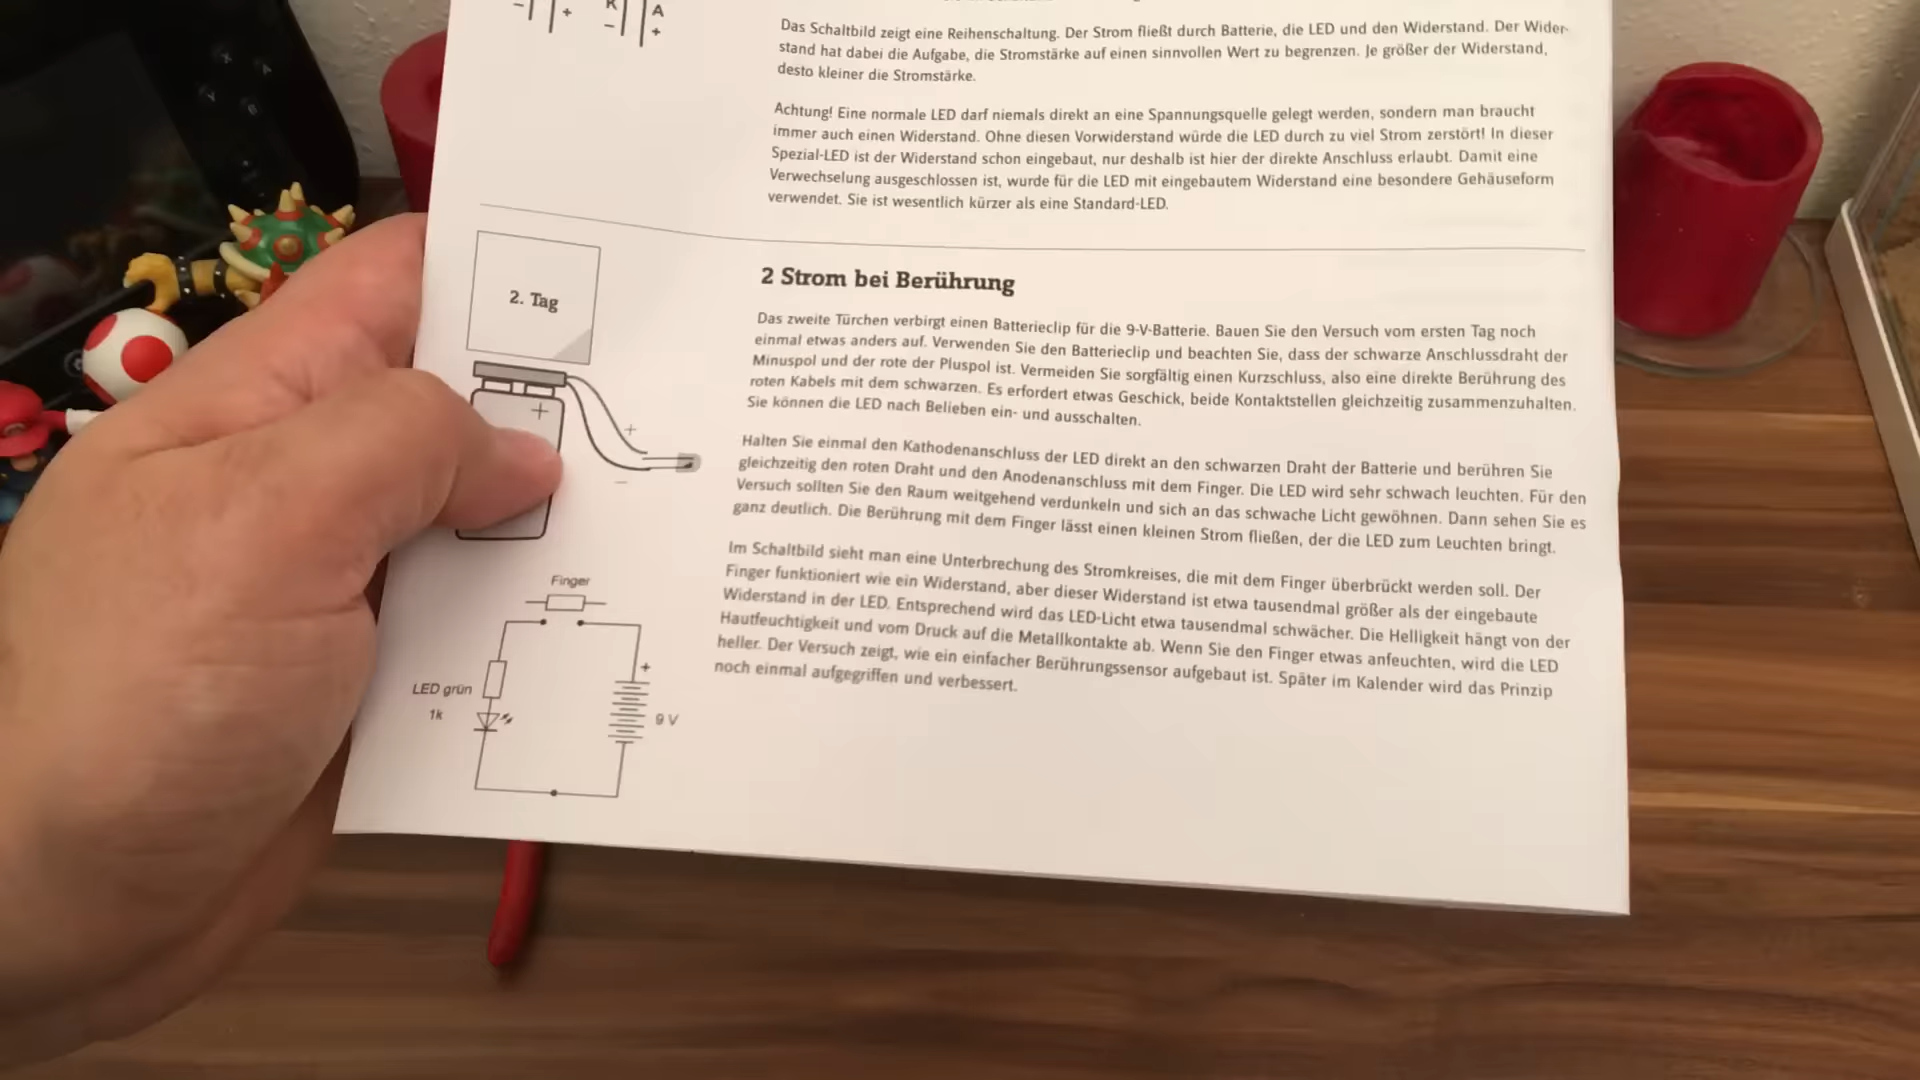 K
A
-
+
-
+
Das Schaltbild zeigt eine Reihenschaltung. Der Strom fließt durch Batterie, die LED und den Widerstand. Der Wider-
stand hat dabei die Aufgabe, die Stromstärke auf einen sinnvollen Wert zu begrenzen. Je größer der Widerstand,
desto kleiner die Stromstärke.
Achtung! Eine normale LED darf niemals direkt an eine Spannungsquelle gelegt werden, sondern man braucht
immer auch einen Widerstand. Ohne diesen Vorwiderstand würde die LED durch zu viel Strom zerstört! In dieser
Spezial-LED ist der Widerstand schon eingebaut, nur deshalb ist hier der direkte Anschluss erlaubt. Damit eine
Verwechselung ausgeschlossen ist, wurde für die LED mit eingebautem Widerstand eine besondere Gehäuseform
verwendet. Sie ist wesentlich kürzer als eine Standard-LED.
2. Tag
+
+
-
2 Strom bei Berührung
Das zweite Türchen verbirgt einen Batterieclip für die 9-V-Batterie. Bauen Sie den Versuch vom ersten Tag noch
einmal etwas anders auf. Verwenden Sie den Batterieclip und beachten Sie, dass der schwarze Anschlussdraht der
Minuspol und der rote der Pluspol ist. Vermeiden Sie sorgfältig einen Kurzschluss, also eine direkte Berührung des
roten Kabels mit dem schwarzen. Es erfordert etwas Geschick, beide Kontaktstellen gleichzeitig zusammenzuhalten.
Sie können die LED nach Belieben ein- und ausschalten.
Halten Sie einmal den Kathodenanschluss der LED direkt an den schwarzen Draht der Batterie und berühren Sie
gleichzeitig den roten Draht und den Anodenanschluss mit dem Finger. Die LED wird sehr schwach leuchten. Für den
Versuch sollten Sie den Raum weitgehend verdunkeln und sich an das schwache Licht gewöhnen. Dann sehen Sie es
ganz deutlich. Die Berührung mit dem Finger lässt einen kleinen Strom fließen, der die LED zum Leuchten bringt.
Im Schaltbild sieht man eine Unterbrechung des Stromkreises, die mit dem Finger überbrückt werden soll. Der
Finger funktioniert wie ein Widerstand, aber dieser Widerstand ist etwa tausendmal größer als der eingebaute
Widerstand in der LED. Entsprechend wird das LED-Licht etwa tausendmal schwächer. Die Helligkeit hängt von der
Hautfeuchtigkeit und vom Druck auf die Metallkontakte ab. Wenn Sie den Finger etwas anfeuchten, wird die LED
heller. Der Versuch zeigt, wie ein einfacher Berührungssensor aufgebaut ist. Später im Kalender wird das Prinzip
noch einmal aufgegriffen und verbessert.
Finger
+
LED grün
1k
9 V
X
A
Y
B